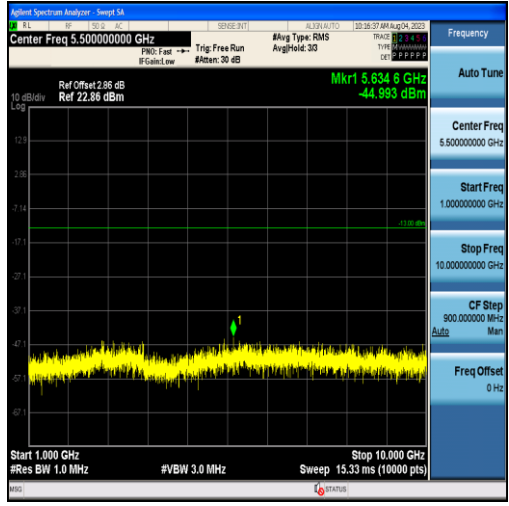 Agilent Spectrum Analyzer - Swept SA
RL RF 50 Ω AC SENSE:INT ALIGN AUTO 10:16:37 AM Aug 04, 2023
Center Freq 5.500000000 GHz
PNO: Fast
IFGain:Low
Trig: Free Run
#Atten: 30 dB
#Avg Type: RMS
Avg|Hold: 3/3
TRACE 1 2 3 4 5 6
TYPE M WWWWW
DET P P P P P P
Frequency
Auto Tune
Center Freq
5.500000000 GHz
Start Freq
1.000000000 GHz
Stop Freq
10.000000000 GHz
CF Step
900.000000 MHz
Auto Man
Freq Offset
0 Hz
Mkr1 5.634 6 GHz
-44.993 dBm
Ref Offset 2.86 dB
10 dB/div Ref 22.86 dBm
Log
12.9
2.86
-7.14
-13.00 dBm
-17.1
-27.1
-37.1
1
-47.1
-57.1
-67.1
Start 1.000 GHz Stop 10.000 GHz
#Res BW 1.0 MHz #VBW 3.0 MHz Sweep 15.33 ms (10000 pts)
MSG STATUS